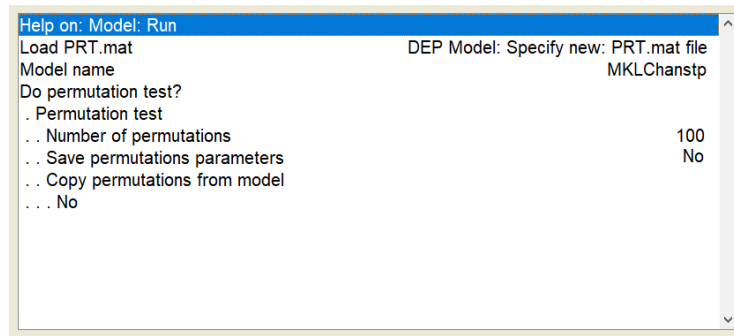 Help on: Model: Run
Load PRT.mat DEP Model: Specify new: PRT.mat file
Model name MKLChanstp
Do permutation test?
. Permutation test
. . Number of permutations 100
. . Save permutations parameters No
. . Copy permutations from model
. . . No